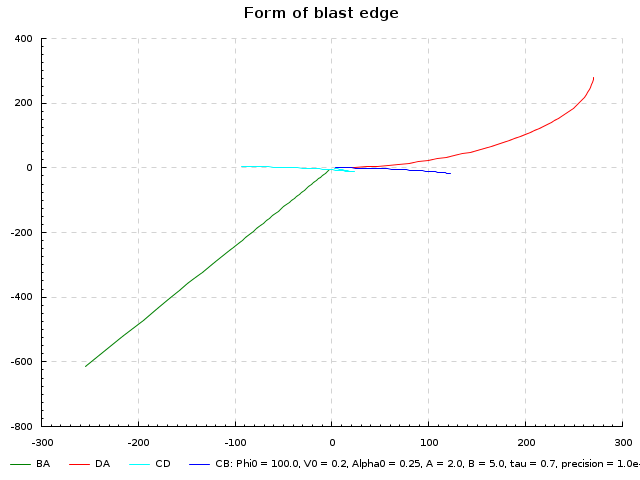 Form of blast edge
400
200
0
-200
-400
-600
-800
-300 -200 -100 0 100 200 300
BA DA CD CB: Phi0 = 100.0, V0 = 0.2, Alpha0 = 0.25, A = 2.0, B = 5.0, tau = 0.7, precision = 1.0e-